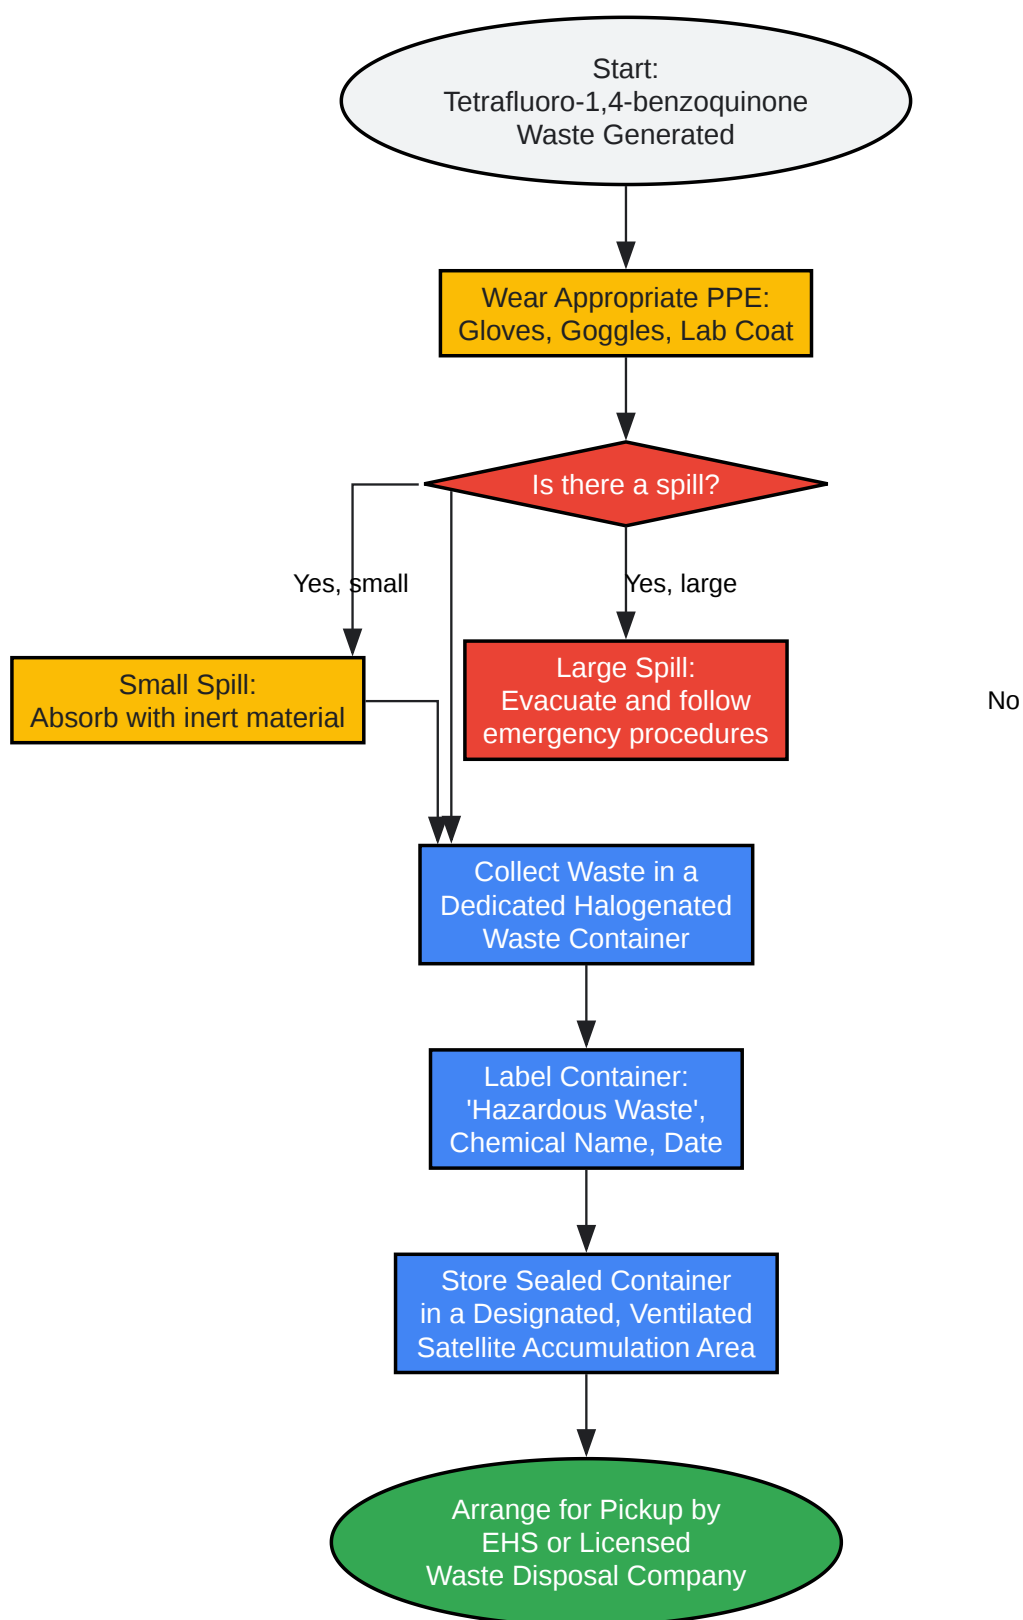 Start:
Tetrafluoro-1,4-benzoquinone
Waste Generated
Wear Appropriate PPE:
Gloves, Goggles, Lab Coat
Is there a spill?
Yes, small
Yes, large
Small Spill:
Absorb with inert material
Large Spill:
Evacuate and follow
emergency procedures
No
Collect Waste in a
Dedicated Halogenated
Waste Container
Label Container:
'Hazardous Waste',
Chemical Name, Date
Store Sealed Container
in a Designated, Ventilated
Satellite Accumulation Area
Arrange for Pickup by
EHS or Licensed
Waste Disposal Company